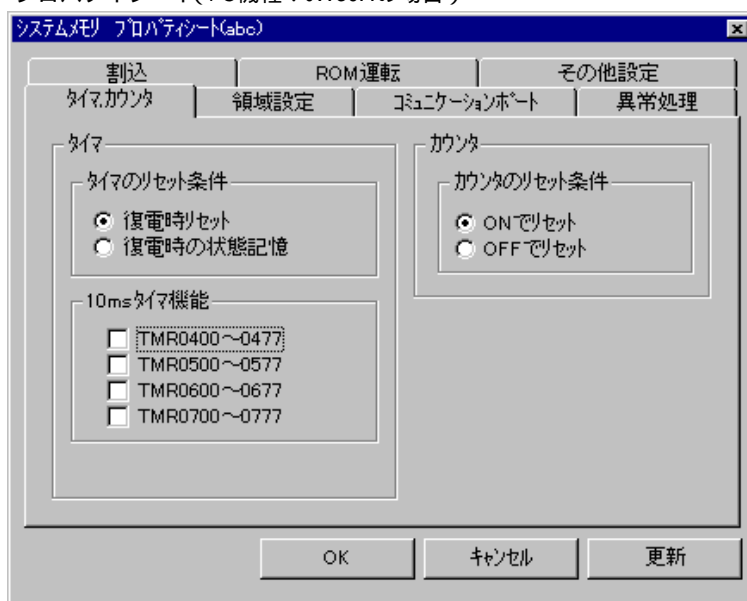 システムメモリ プロパティシート(abc)
割込 ROM運転 その他設定
タイマ,カウンタ 領域設定 コミュニケーションポート 異常処理
タイマ
タイマのリセット条件
復電時リセット
復電時の状態記憶
10msタイマ機能
TMR0400~0477
TMR0500~0577
TMR0600~0677
TMR0700~0777
カウンタ
カウンタのリセット条件
ONでリセット
OFFでリセット
OK キャンセル 更新